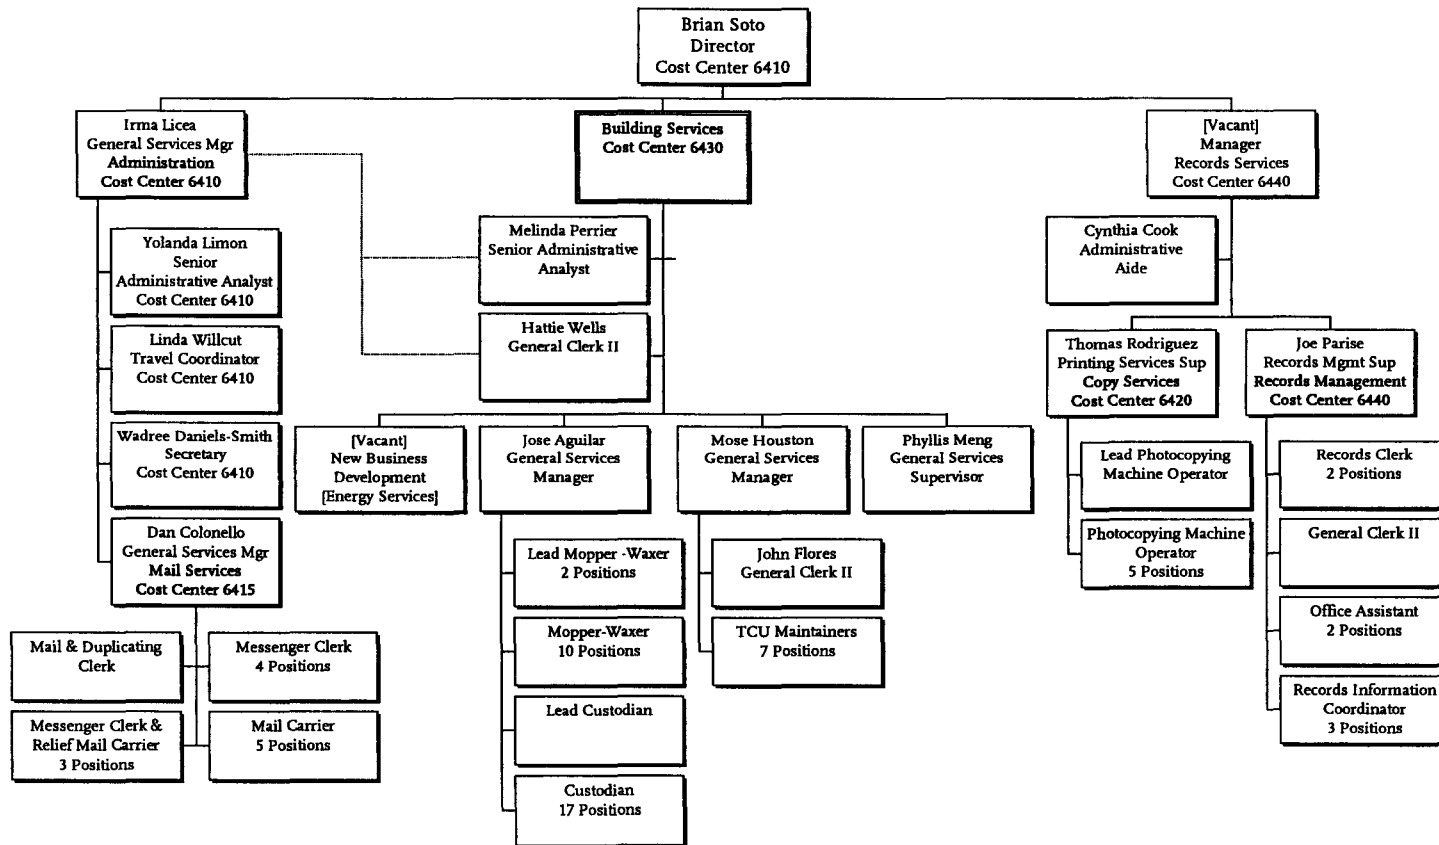 Brian Soto
Director
Cost Center 6410
Irma Licea
General Services Mgr
Administration
Cost Center 6410
Building Services
Cost Center 6430
[Vacant]
Manager
Records Services
Cost Center 6440
Yolanda Limon
Senior
Administrative Analyst
Cost Center 6410
Linda Willcut
Travel Coordinator
Cost Center 6410
Wadree Daniels-Smith
Secretary
Cost Center 6410
Dan Colonello
General Services Mgr
Mail Services
Cost Center 6415
Mail & Duplicating
Clerk
Messenger Clerk
4 Positions
Messenger Clerk &
Relief Mail Carrier
3 Positions
Mail Carrier
5 Positions
Melinda Perrier
Senior Administrative
Analyst
Hattie Wells
General Clerk II
[Vacant]
New Business
Development
[Energy Services]
Jose Aguilar
General Services
Manager
Mose Houston
General Services
Manager
Phyllis Meng
General Services
Supervisor
Lead Mopper -Waxer
2 Positions
Mopper-Waxer
10 Positions
Lead Custodian
Custodian
17 Positions
John Flores
General Clerk II
TCU Maintainers
7 Positions
Cynthia Cook
Administrative
Aide
Thomas Rodriguez
Printing Services Sup
Copy Services
Cost Center 6420
Joe Parise
Records Mgmt Sup
Records Management
Cost Center 6440
Lead Photocopying
Machine Operator
Photocopying Machine
Operator
5 Positions
Records Clerk
2 Positions
General Clerk II
Office Assistant
2 Positions
Records Information
Coordinator
3 Positions